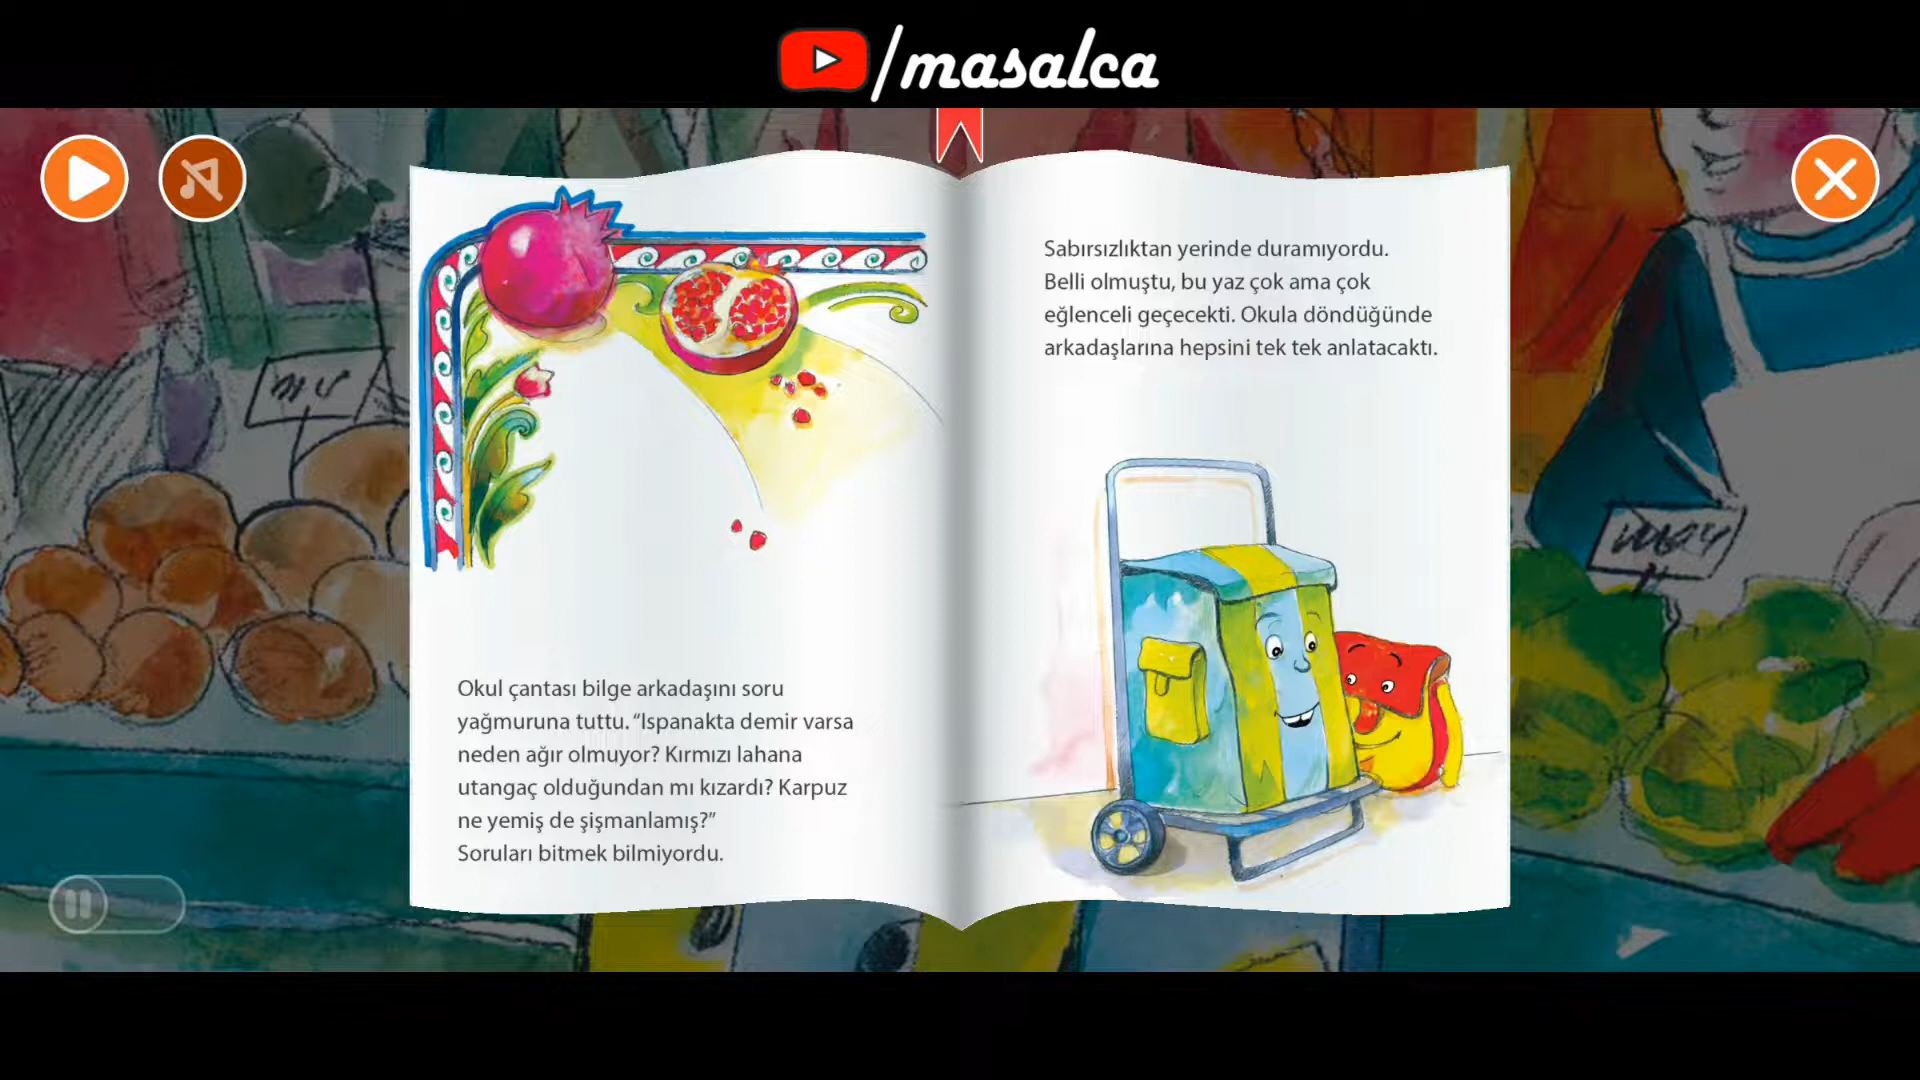 /masalca
Okul çantası bilge arkadaşını soru
yağmuruna tuttu. “Ispanakta demir varsa
neden ağır olmuyor? Kırmızı lahana
utangaç olduğundan mı kızardı? Karpuz
ne yemiş de şişmanlamış?”
Soruları bitmek bilmiyordu.
Sabırsızlıktan yerinde duramıyordu.
Belli olmuştu, bu yaz çok ama çok
eğlenceli geçecekti. Okula döndüğünde
arkadaşlarına hepsini tek tek anlatacaktı.